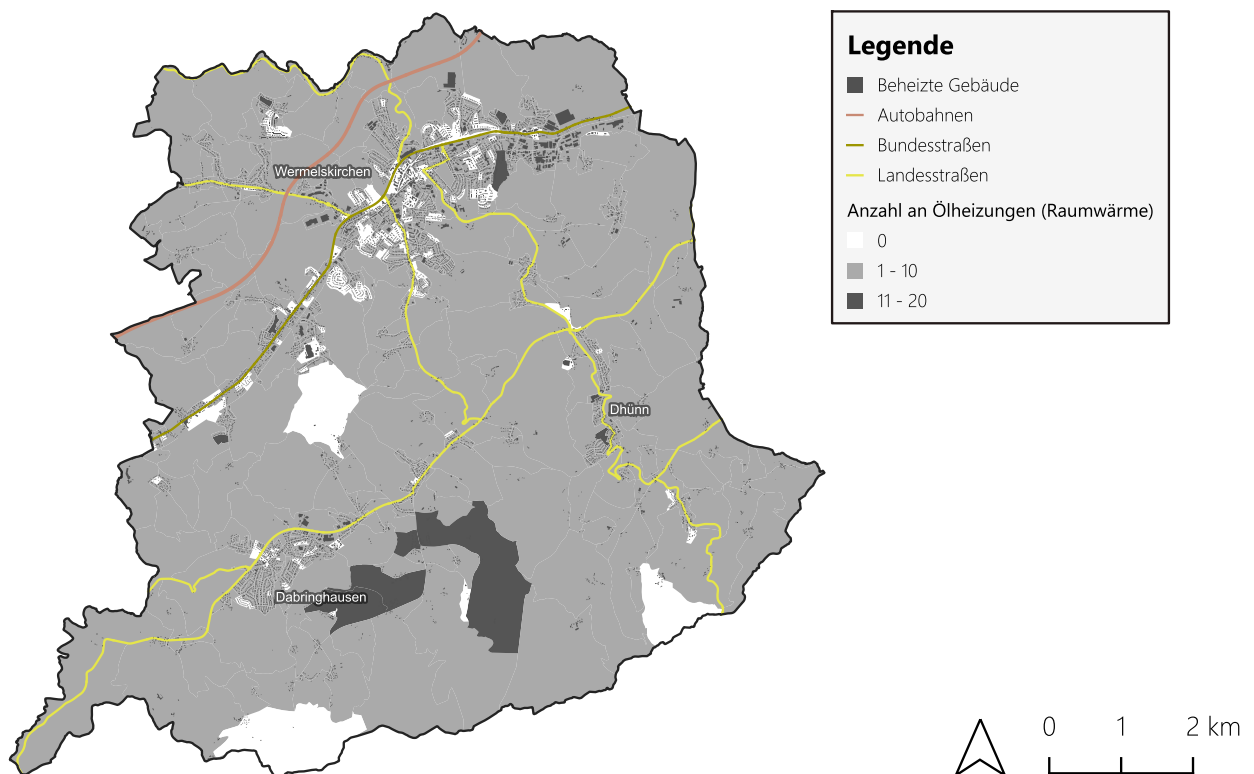 Legende
Beheizte Gebäude
Autobahnen
Bundesstraßen
Landesstraßen
Anzahl an Ölheizungen (Raumwärme)
0
1 - 10
11 - 20
Wermelskirchen
Dhünn
Dabringhausen
0 1 2 km